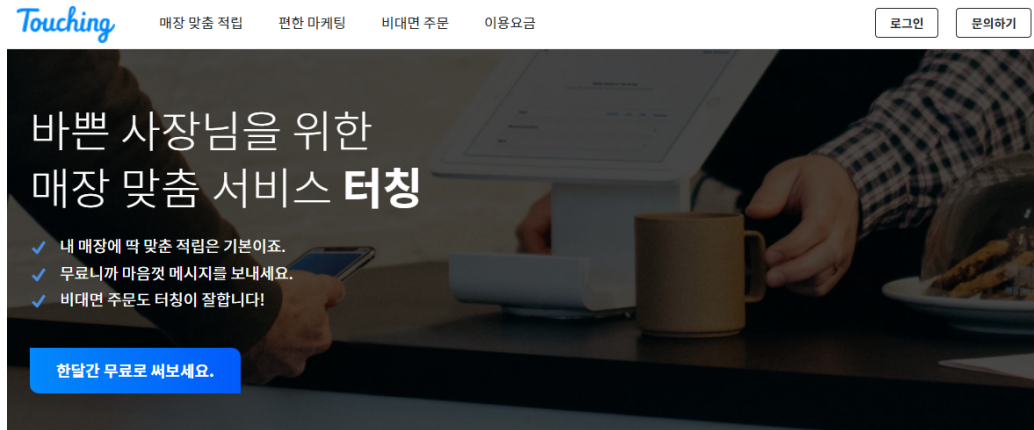 Touching
매장 맞춤 적립
편한 마케팅
비대면 주문
이용요금
로그인
문의하기
바쁜 사장님을 위한
매장 맞춤 서비스 터칭
내 매장에 딱 맞춘 적립은 기본이죠.
무료니까 마음껏 메시지를 보내세요.
비대면 주문도 터칭이 잘합니다!
한달간 무료로 써보세요.